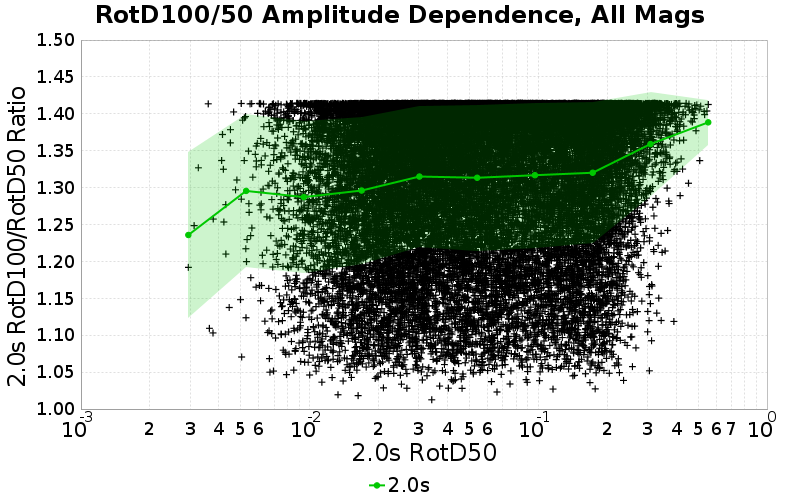 RotD100/50 Amplitude Dependence, All Mags
2.0s RotD100/RotD50 Ratio
1.50
1.45
1.40
1.35
1.30
1.25
1.20
1.15
1.10
1.05
1.00
10-3 2 3 4 5 6 10-2 2 3 4 5 6 10-1 2 3 4 5 6 7 100
2.0s RotD50
2.0s